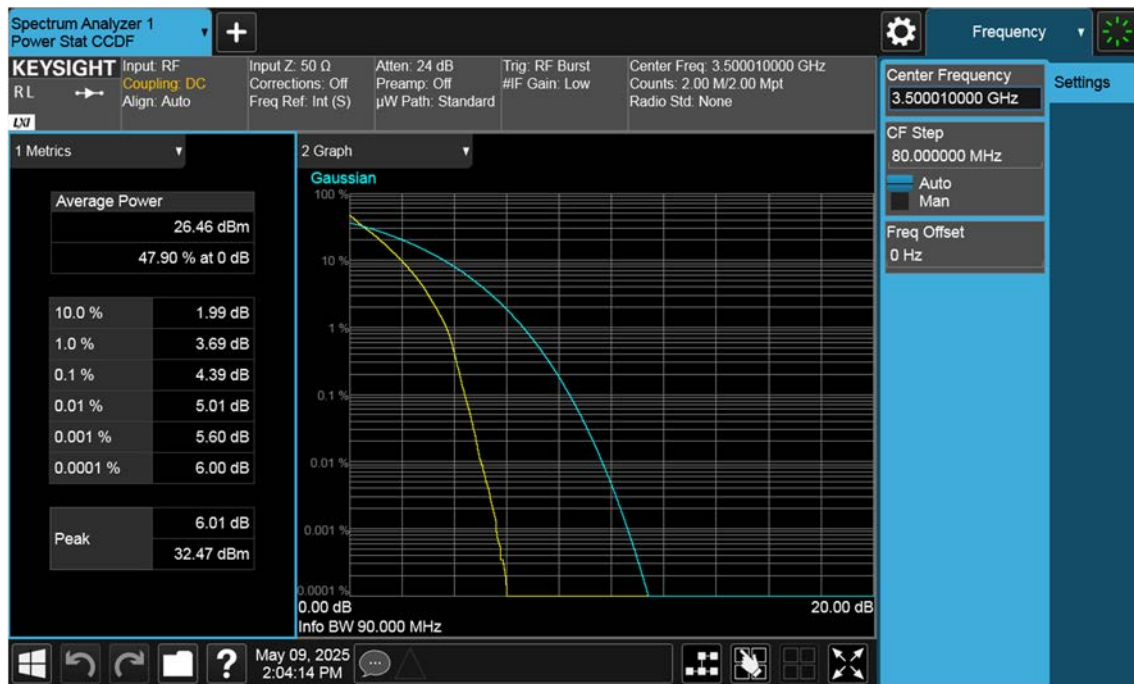 Spectrum Analyzer 1
Power Stat CCDF
Frequency
KEYSIGHT
R L
LXI
Input: RF
Coupling: DC
Align: Auto
Input Z: 50 Ω
Corrections: Off
Freq Ref: Int (S)
Atten: 24 dB
Preamp: Off
µW Path: Standard
Trig: RF Burst
#IF Gain: Low
Center Freq: 3.500010000 GHz
Counts: 2.00 M/2.00 Mpt
Radio Std: None
Center Frequency
3.500010000 GHz
Settings
CF Step
80.000000 MHz
Auto
Man
Freq Offset
0 Hz
1 Metrics
Average Power
26.46 dBm
47.90 % at 0 dB
10.0 % 1.99 dB
1.0 % 3.69 dB
0.1 % 4.39 dB
0.01 % 5.01 dB
0.001 % 5.60 dB
0.0001 % 6.00 dB
Peak
6.01 dB
32.47 dBm
2 Graph
Gaussian
100 %
10 %
1 %
0.1 %
0.01 %
0.001 %
0.0001 %
0.00 dB 20.00 dB
Info BW 90.000 MHz
?
May 09, 2025
2:04:14 PM